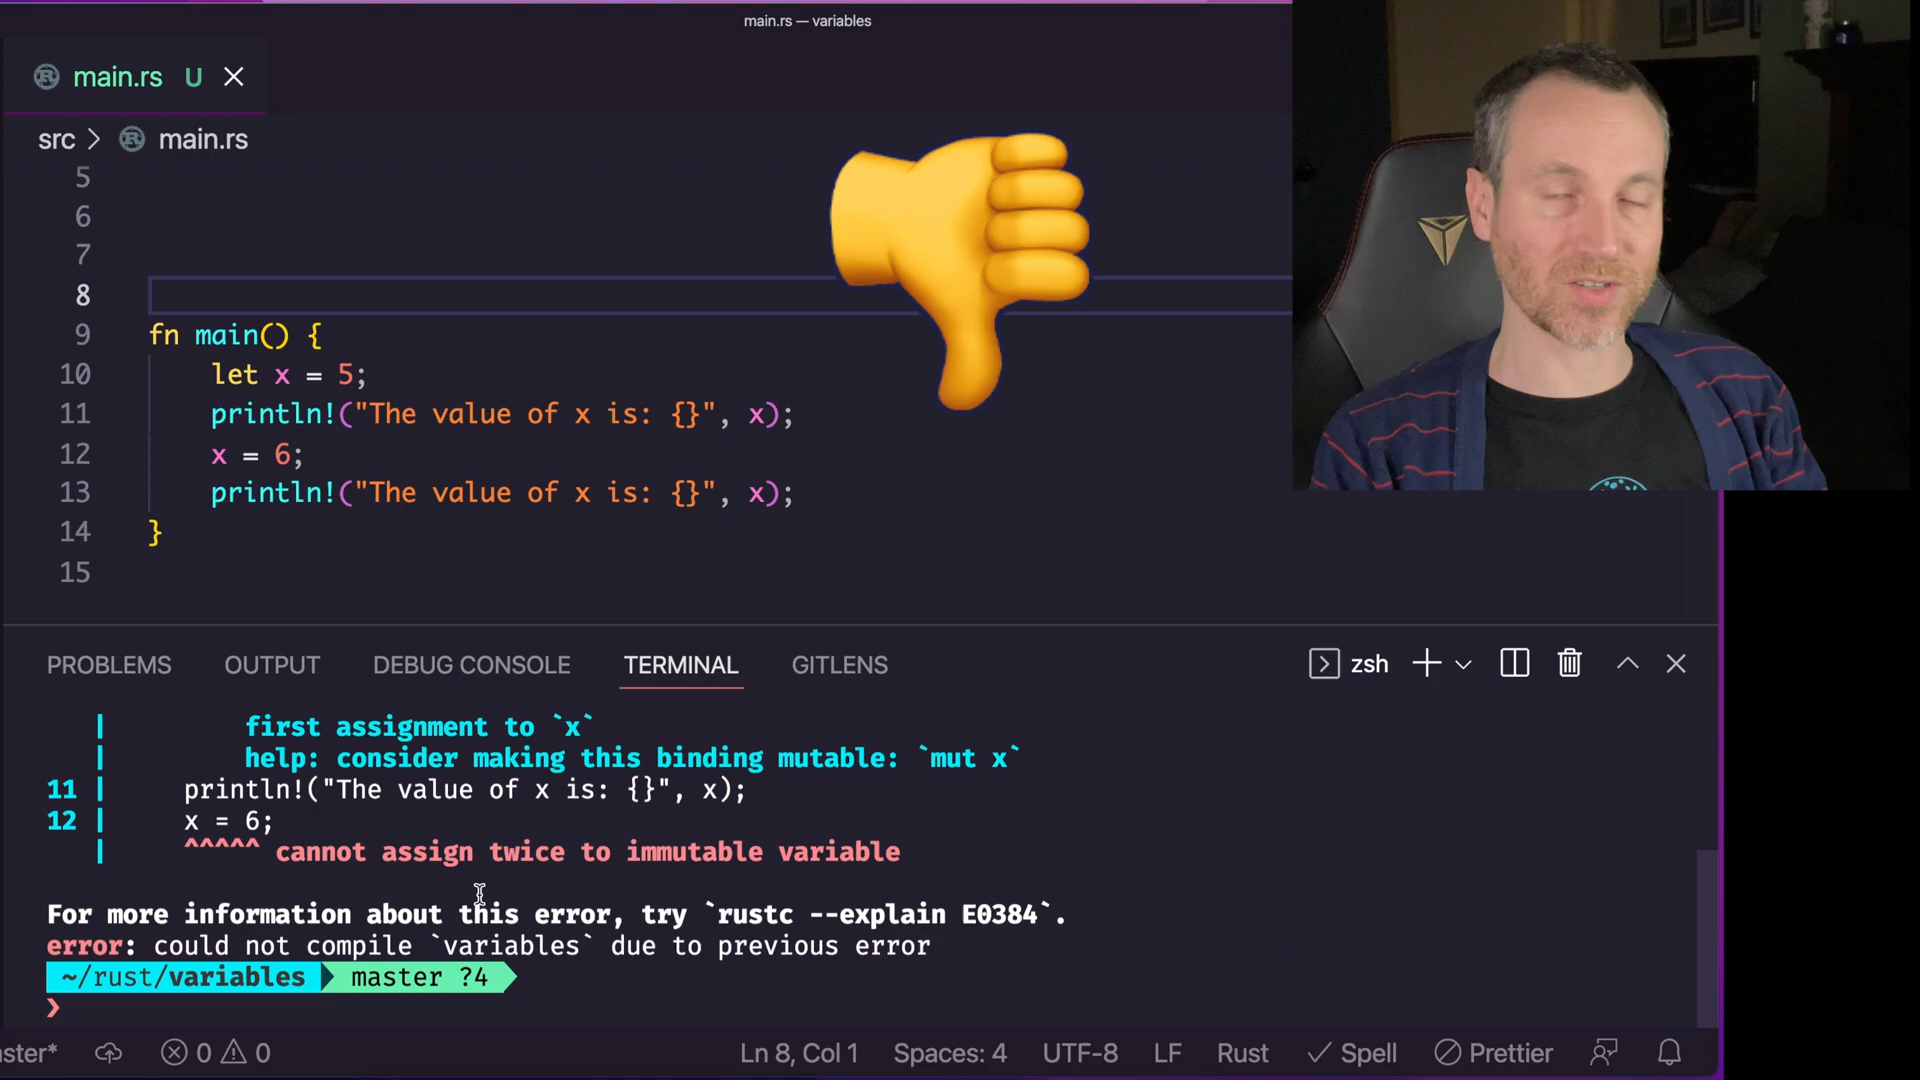 main.rs — variables
main.rs U
src > main.rs
5
6
7
8
9 fn main() {
10 let x = 5;
11 println!("The value of x is: {}", x);
12 x = 6;
13 println!("The value of x is: {}", x);
14 }
15
PROBLEMS OUTPUT DEBUG CONSOLE TERMINAL GITLENS zsh
| first assignment to `x`
| help: consider making this binding mutable: `mut x`
11 | println!("The value of x is: {}", x);
12 | x = 6;
| ^^^^^ cannot assign twice to immutable variable
For more information about this error, try `rustc --explain E0384`.
error: could not compile `variables` due to previous error
~/rust/variables master ?4
❯
aster* 0 0 Ln 8, Col 1 Spaces: 4 UTF-8 LF Rust Spell Prettier